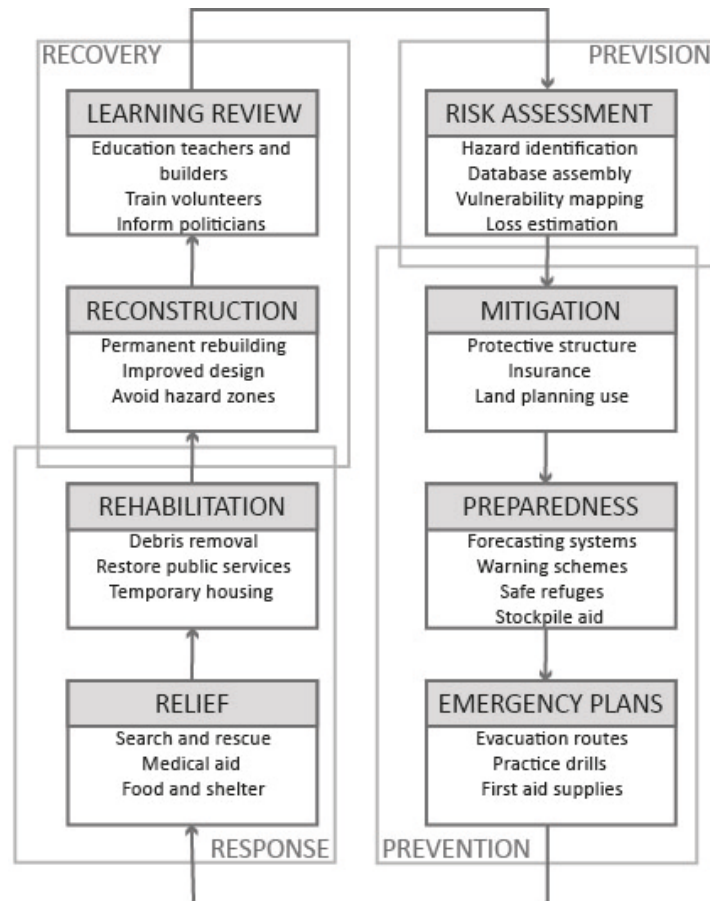 RECOVERY
LEARNING REVIEW
Education teachers and
builders
Train volunteers
Inform politicians
RECONSTRUCTION
Permanent rebuilding
Improved design
Avoid hazard zones
REHABILITATION
Debris removal
Restore public services
Temporary housing
RELIEF
Search and rescue
Medical aid
Food and shelter
RESPONSE
PREVISION
RISK ASSESSMENT
Hazard identification
Database assembly
Vulnerability mapping
Loss estimation
MITIGATION
Protective structure
Insurance
Land planning use
PREPAREDNESS
Forecasting systems
Warning schemes
Safe refuges
Stockpile aid
EMERGENCY PLANS
Evacuation routes
Practice drills
First aid supplies
PREVENTION